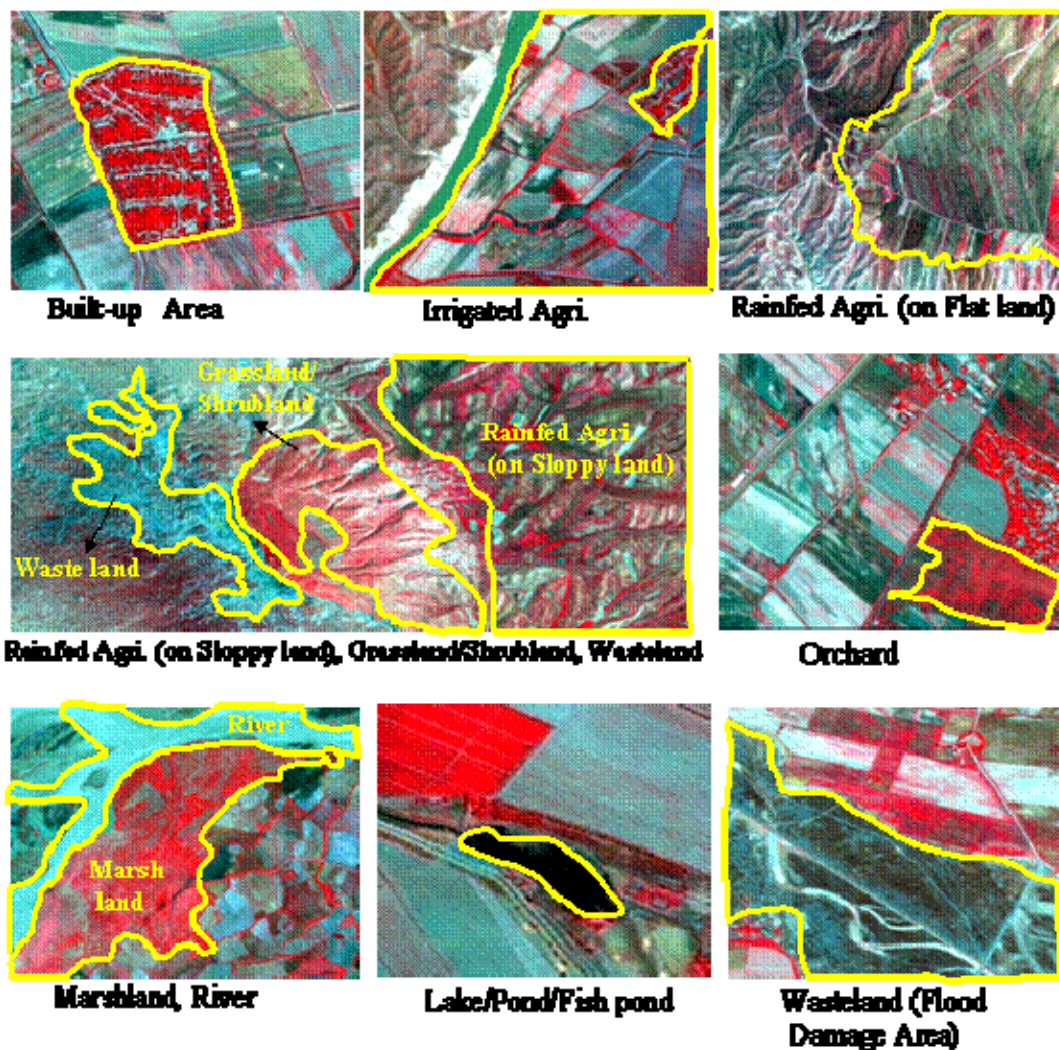 Built-up Area
Irrigated Agri.
Rainfed Agri. (on Flat land)
Grassland/
Shrubland
Rainfed Agri.
(on Sloppy land)
Waste land
Rainfed Agri. (on Sloppy land), Grassland/Shrubland, Wasteland
Orchard
River
Marsh
land
Marshland, River
Lake/Pond/Fish pond
Wasteland (Flood
Damage Area)